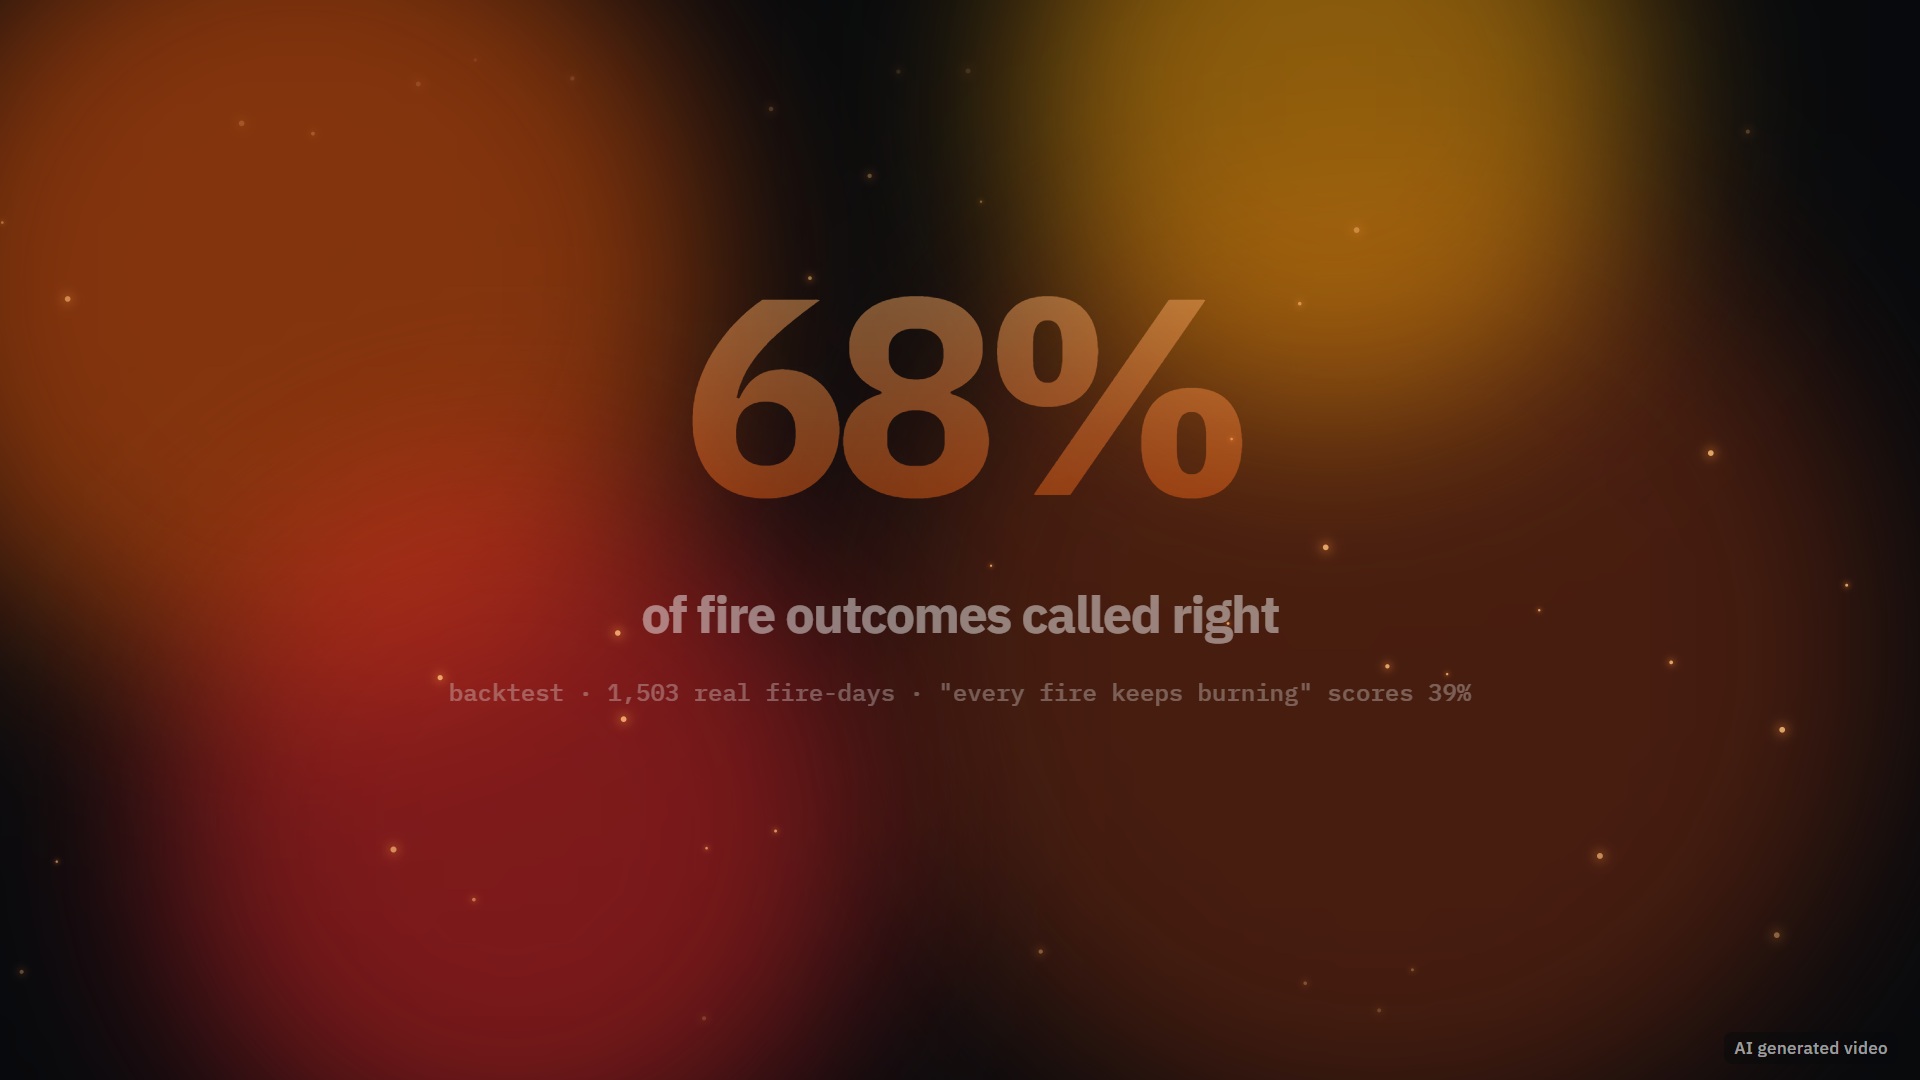 68%
of fire outcomes called right
backtest · 1,503 real fire-days · "every fire keeps burning" scores 39%
AI generated video